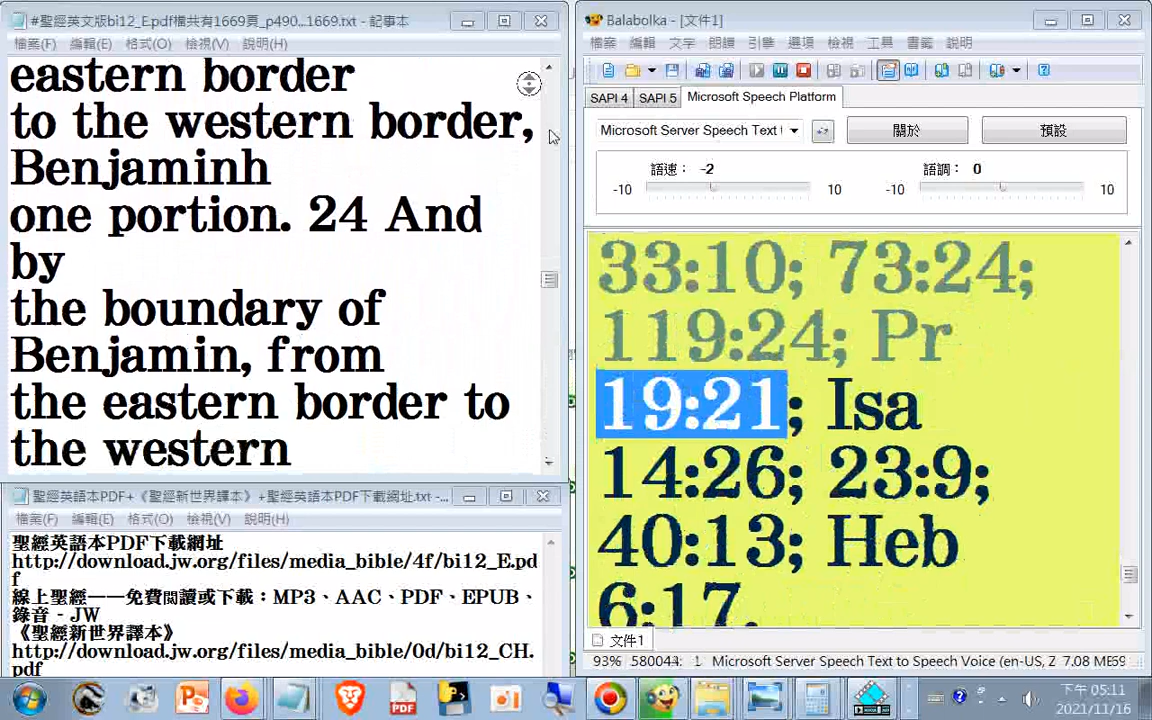 #聖經英文版bi12_E.pdf檔共有1669頁_p490...1669.txt - 記事本
檔案(F) 編輯(E) 格式(O) 檢視(V) 說明(H)
eastern border
to the western border,
Benjaminh
one portion. 24 And
by
the boundary of
Benjamin, from
the eastern border to
the western
聖經英語本PDF+《聖經新世界譯本》+聖經英語本PDF下載網址.txt -...
檔案(F) 編輯(E) 格式(O) 檢視(V) 說明(H)
聖經英語本PDF下載網址
http://download.jw.org/files/media_bible/4f/bi12_E.pd
f
線上聖經——免費閱讀或下載：MP3、AAC、PDF、EPUB、
錄音 - JW
《聖經新世界譯本》
http://download.jw.org/files/media_bible/0d/bi12_CH.
pdf
Balabolka - [文件1]
檔案 編輯 文字 朗讀 引擎 選項 檢視 工具 書籤 說明
SAPI 4 SAPI 5 Microsoft Speech Platform
Microsoft Server Speech Text 關於 預設
語速： -2 語調： 0
-10 10 -10 10
33:10; 73:24;
119:24; Pr
19:21; Isa
14:26; 23:9;
40:13; Heb
6:17.
文件1
93% 580044: 1 Microsoft Server Speech Text to Speech Voice (en-US, Z 7.08 ME
下午 05:11
2021/11/16